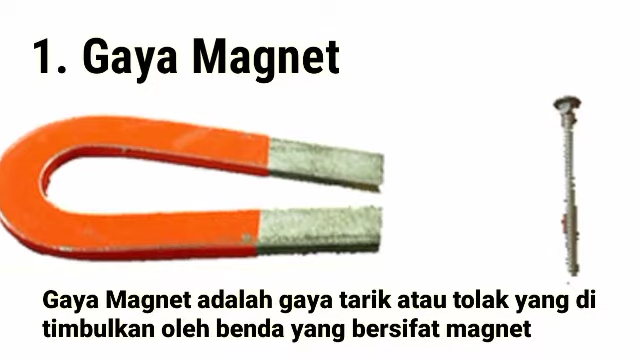 1. Gaya Magnet
Gaya Magnet adalah gaya tarik atau tolak yang di
timbulkan oleh benda yang bersifat magnet